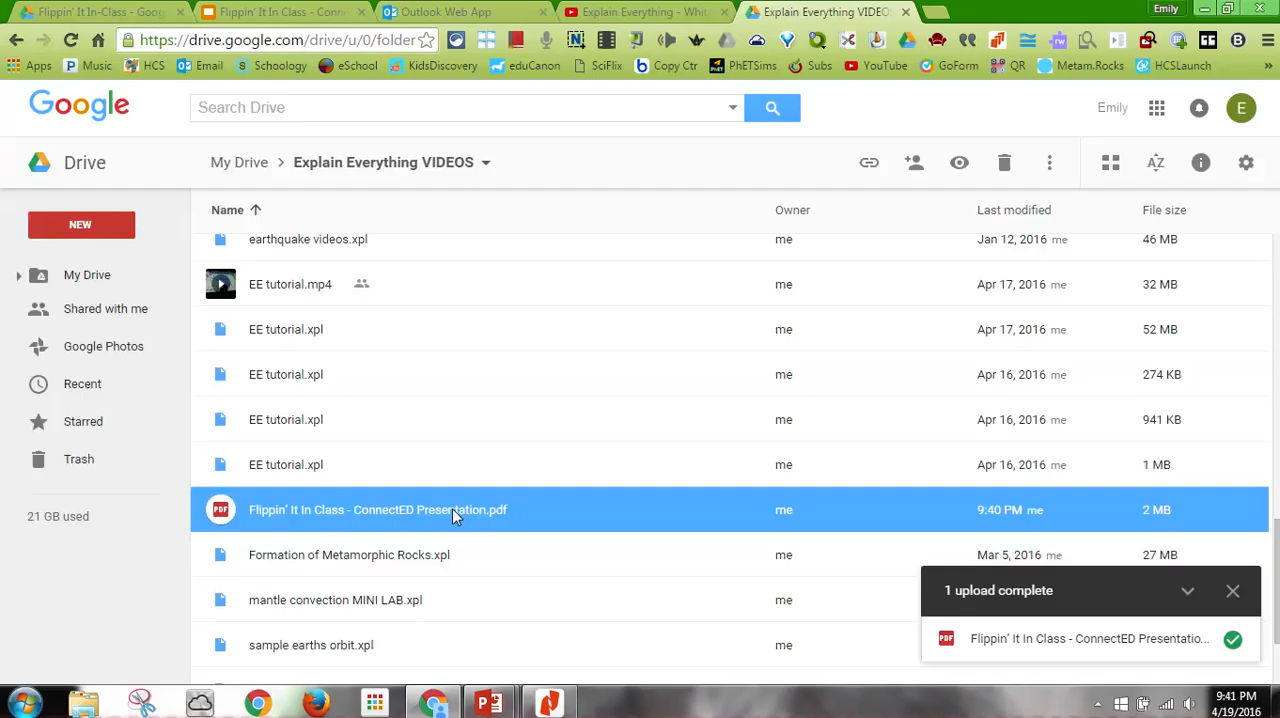 Flippin' It In-Class - Goog
Flippin' It In Class - Conne
Outlook Web App
Explain Everything - Whit
Explain Everything VIDEOS
Emily
https://drive.google.com/drive/u/0/folder
Apps Music HCS Email Schoology eSchool KidsDiscovery eduCanon SciFlix Copy Ctr PhETSims Subs YouTube GoForm QR Metam.Rocks HCSLaunch »
Google
Search Drive
Emily
E
Drive
My Drive > Explain Everything VIDEOS
NEW
My Drive
Shared with me
Google Photos
Recent
Starred
Trash
21 GB used
Name Owner Last modified File size
earthquake videos.xpl me Jan 12, 2016 me 46 MB
EE tutorial.mp4 me Apr 17, 2016 me 32 MB
EE tutorial.xpl me Apr 17, 2016 me 52 MB
EE tutorial.xpl me Apr 16, 2016 me 274 KB
EE tutorial.xpl me Apr 16, 2016 me 941 KB
EE tutorial.xpl me Apr 16, 2016 me 1 MB
PDF Flippin' It In Class - ConnectED Presentation.pdf me 9:40 PM me 2 MB
Formation of Metamorphic Rocks.xpl me Mar 5, 2016 me 27 MB
mantle convection MINI LAB.xpl me
sample earths orbit.xpl me
1 upload complete
PDF Flippin' It In Class - ConnectED Presentatio...
9:41 PM
4/19/2016